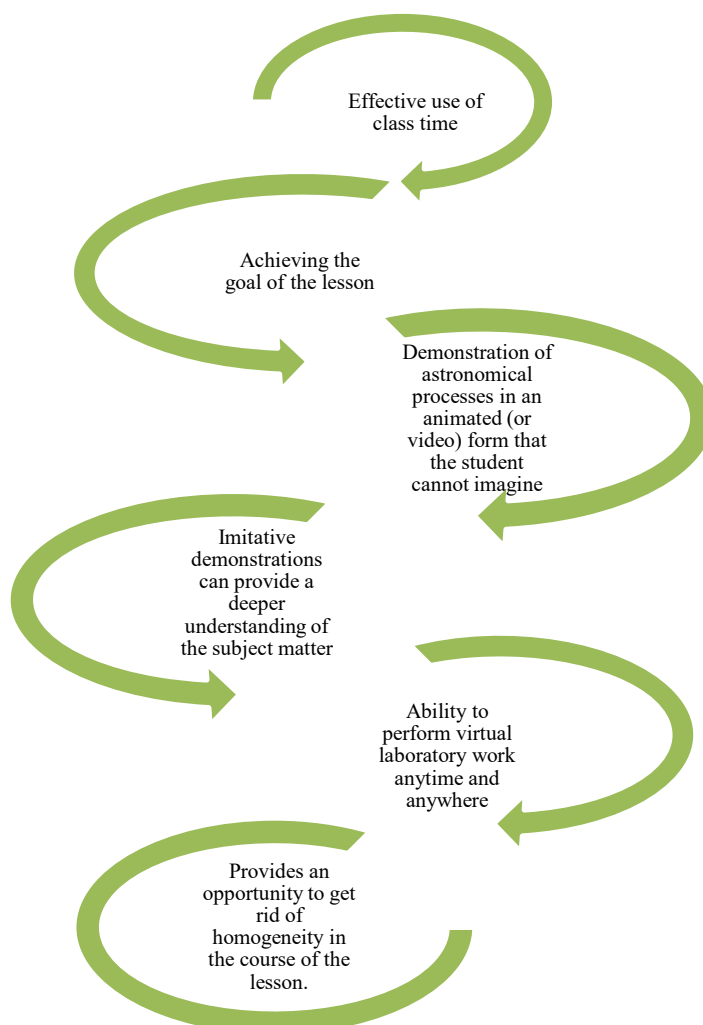 Effective use of
class time
Achieving the
goal of the lesson
Demonstration of
astronomical
processes in an
animated (or
video) form that
the student
cannot imagine
Imitative
demonstrations
can provide a
deeper
understanding of
the subject matter
Ability to
perform virtual
laboratory work
anytime and
anywhere
Provides an
opportunity to get
rid of
homogeneity in
the course of the
lesson.